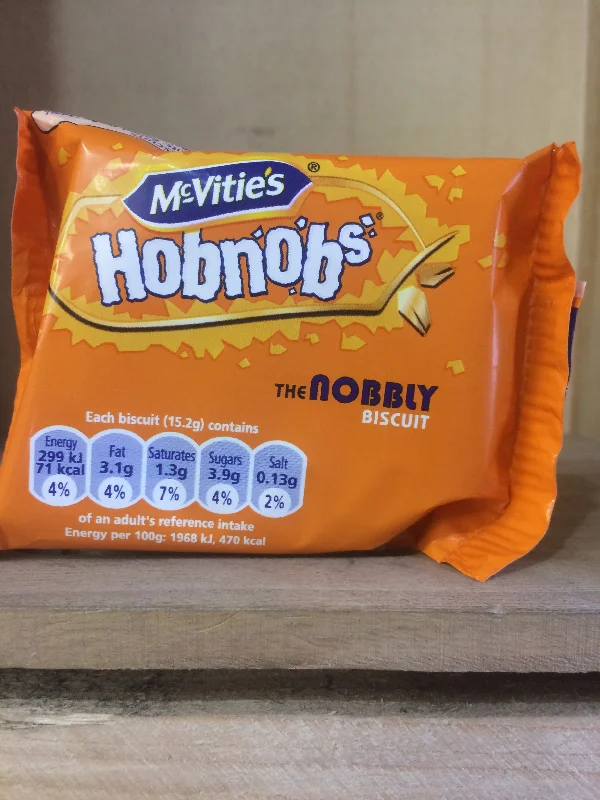 McVitie's ®
HobNobs ®
THE NOBBLY
BISCUIT
Each biscuit (15.2g) contains
Energy
299 kJ
71 kcal
4%
Fat
3.1g
4%
Saturates
1.3g
7%
Sugars
3.9g
4%
Salt
0.13g
2%
of an adult's reference intake
Energy per 100g: 1968 kJ, 470 kcal